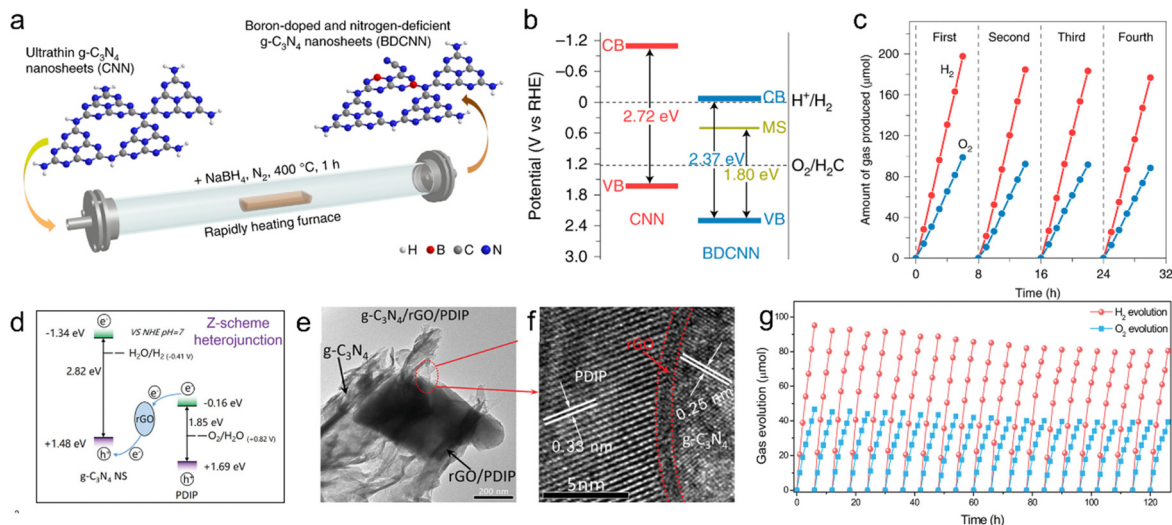 a
Ultrathin g-C₃N₄
nanosheets (CNN)
Boron-doped and nitrogen-deficient
g-C₃N₄ nanosheets (BDCNN)
+ NaBH₄, N₂, 400 °C, 1 h
Rapidly heating furnace
H B C N
b
Potential (V vs RHE)
−1.2
−0.6
0
0.6
1.2
1.8
2.4
3.0
CB
2.72 eV
VB
CNN
CB
MS
2.37 eV
1.80 eV
VB
BDCNN
H⁺/H₂
O₂/H₂C
c
Amount of gas produced (μmol)
200
160
120
80
40
0
First Second Third Fourth
H₂
O₂
0 8 16 24 32
Time (h)
d
VS NHE pH=7
Z-scheme
heterojunction
e⁻
-1.34 eV
H₂O/H₂ (-0.41 V)
2.82 eV
e⁻
e⁻
-0.16 eV
rGO
1.85 eV
O₂/H₂O (+0.82 V)
+1.48 eV
h⁺
e⁻
+1.69 eV
g-C₃N₄ NS
h⁺
PDIP
e
g-C₃N₄/rGO/PDIP
g-C₃N₄
rGO/PDIP
200 nm
f
rGO
PDIP
0.25 nm
0.33 nm
g-C₃N₄
5nm
g
H₂ evolution
O₂ evolution
Gas evolution (μmol)
100
80
60
40
20
0
0 20 40 60 80 100 120
Time (h)